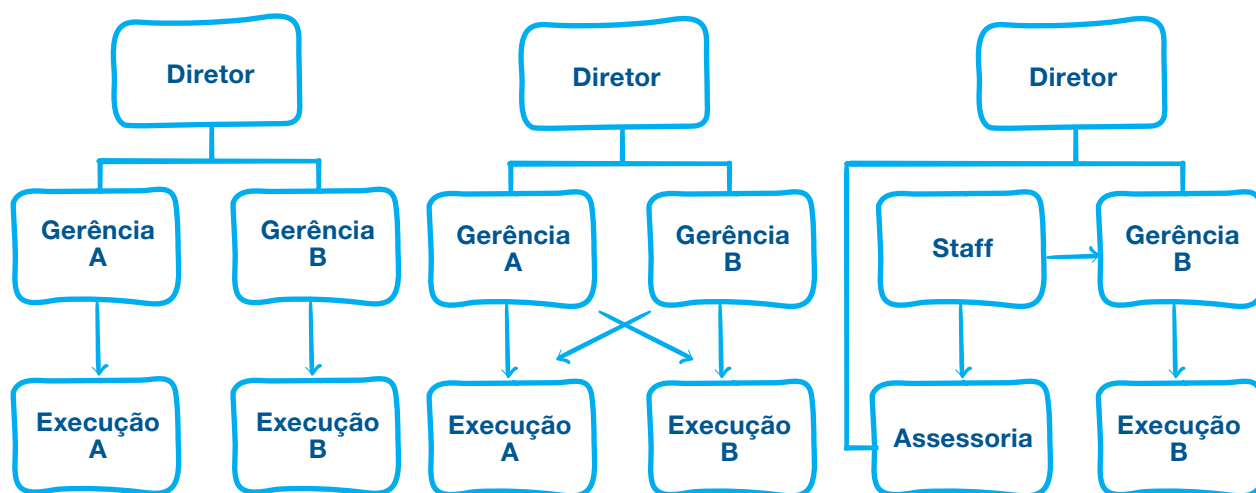 Diretor
Gerência
A
Gerência
B
Execução
A
Execução
B
Diretor
Gerência
A
Gerência
B
Execução
A
Execução
B
Diretor
Staff
Gerência
B
Assessoria
Execução
B